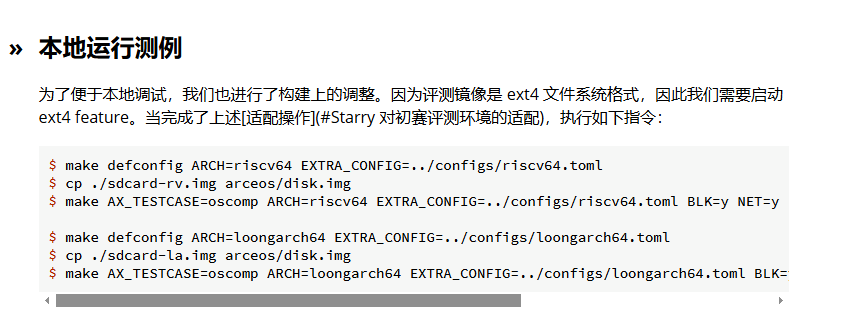 » 本地运行测例
为了便于本地调试，我们也进行了构建上的调整。因为评测镜像是 ext4 文件系统格式，因此我们需要启动
ext4 feature。当完成了上述[适配操作](#Starry 对初赛评测环境的适配)，执行如下指令：
$ make defconfig ARCH=riscv64 EXTRA_CONFIG=../configs/riscv64.toml
$ cp ./sdcard-rv.img arceos/disk.img
$ make AX_TESTCASE=oscomp ARCH=riscv64 EXTRA_CONFIG=../configs/riscv64.toml BLK=y NET=y
$ make defconfig ARCH=loongarch64 EXTRA_CONFIG=../configs/loongarch64.toml
$ cp ./sdcard-la.img arceos/disk.img
$ make AX_TESTCASE=oscomp ARCH=loongarch64 EXTRA_CONFIG=../configs/loongarch64.toml BLK=